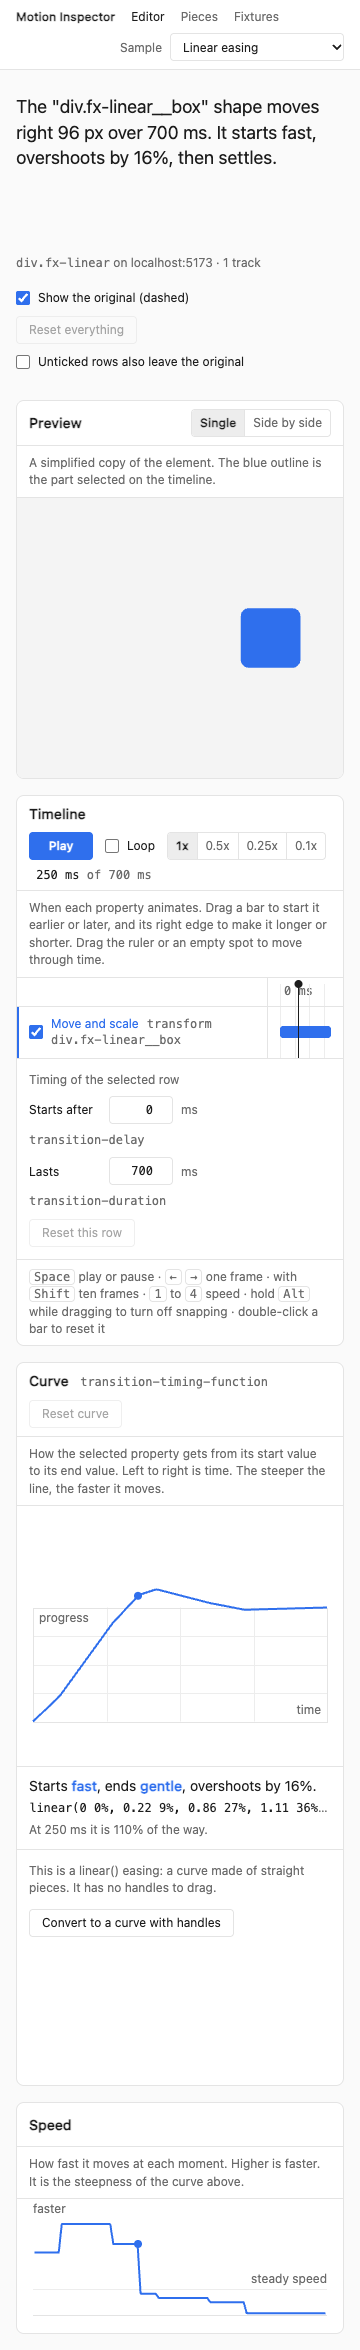 Motion Inspector Editor Pieces Fixtures
Sample Linear easing
The "div.fx-linear__box" shape moves
right 96 px over 700 ms. It starts fast,
overshoots by 16%, then settles.
div.fx-linear on localhost:5173 · 1 track
Show the original (dashed)
Reset everything
Unticked rows also leave the original
Preview Single Side by side
A simplified copy of the element. The blue outline is
the part selected on the timeline.
Timeline
Play Loop 1x 0.5x 0.25x 0.1x
250 ms of 700 ms
When each property animates. Drag a bar to start it
earlier or later, and its right edge to make it longer or
shorter. Drag the ruler or an empty spot to move
through time.
0 ms
Move and scale transform
div.fx-linear__box
Timing of the selected row
Starts after 0 ms
transition-delay
Lasts 700 ms
transition-duration
Reset this row
Space play or pause · ← → one frame · with
Shift ten frames · 1 to 4 speed · hold Alt
while dragging to turn off snapping · double-click a
bar to reset it
Curve transition-timing-function
Reset curve
How the selected property gets from its start value
to its end value. Left to right is time. The steeper the
line, the faster it moves.
progress
time
Starts fast, ends gentle, overshoots by 16%.
linear(0 0%, 0.22 9%, 0.86 27%, 1.11 36%…
At 250 ms it is 110% of the way.
This is a linear() easing: a curve made of straight
pieces. It has no handles to drag.
Convert to a curve with handles
Speed
How fast it moves at each moment. Higher is faster.
It is the steepness of the curve above.
faster
steady speed